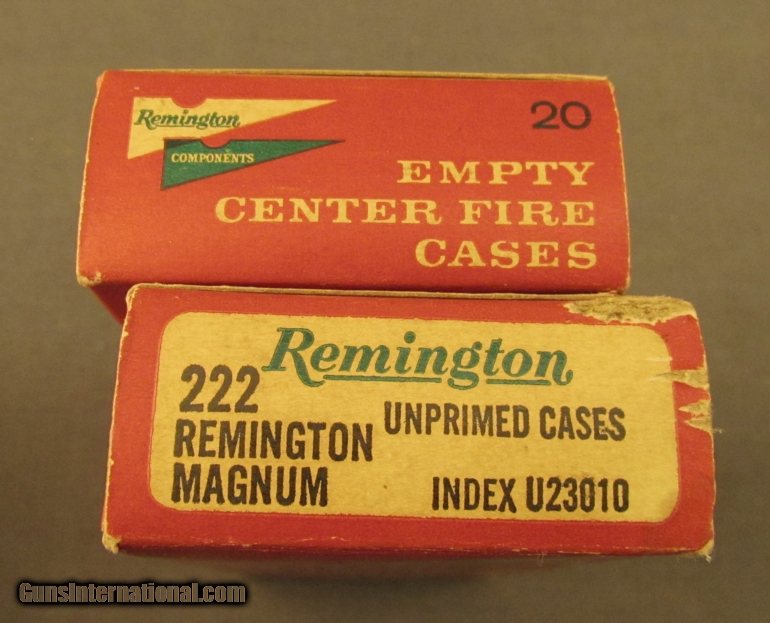 Remington
COMPONENTS
20
EMPTY
CENTER FIRE
CASES
Remington
222
REMINGTON
MAGNUM
UNPRIMED CASES
INDEX U23010
GunsInternational.com